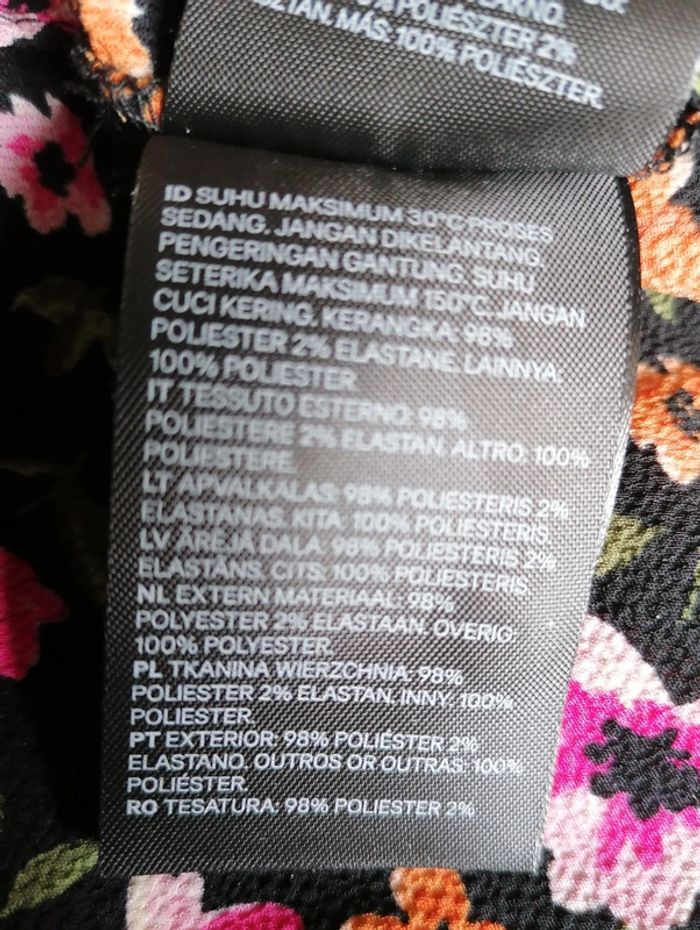 POLIÉSZTER 2%
MÁS: 100% POLIÉSZTER
ID SUHU MAKSIMUM 30°C PROSES
SEDANG. JANGAN DIKELANTANG.
PENGERINGAN GANTUNG. SUHU
SETERIKA MAKSIMUM 150°C. JANGAN
CUCI KERING. KERANGKA: 98%
POLIESTER 2% ELASTANE. LAINNYA:
100% POLIESTER
IT TESSUTO ESTERNO: 98%
POLIESTERE 2% ELASTAN. ALTRO: 100%
POLIESTERE
LT APVALKALAS: 98% POLIESTERIS 2%
ELASTANAS. KITA: 100% POLIESTERIS
LV ĀRĒJĀ DAĻA: 98% POLIESTERIS 2%
ELASTĀNS. CITS: 100% POLIESTERIS
NL EXTERN MATERIAAL: 98%
POLYESTER 2% ELASTAAN. OVERIG:
100% POLYESTER.
PL TKANINA WIERZCHNIA: 98%
POLIESTER 2% ELASTAN. INNY: 100%
POLIESTER.
PT EXTERIOR: 98% POLIÉSTER 2%
ELASTANO. OUTROS OR OUTRAS: 100%
POLIÉSTER.
RO TESATURA: 98% POLIESTER 2%